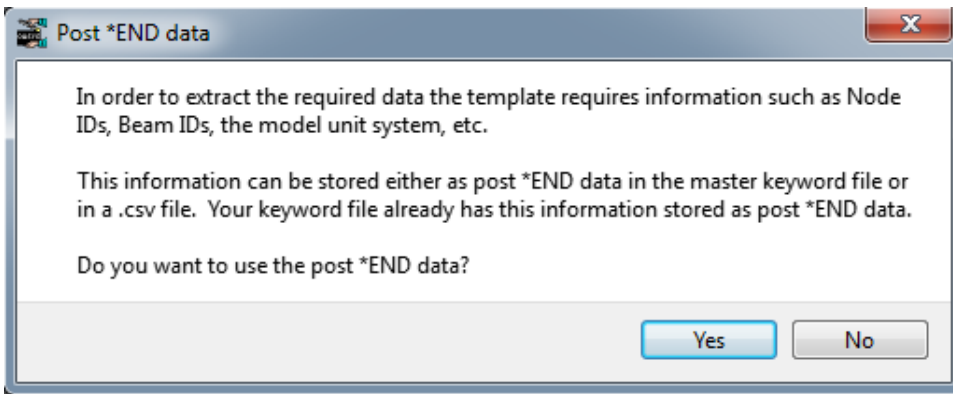 Post *END data
In order to extract the required data the template requires information such as Node
IDs, Beam IDs, the model unit system, etc.
This information can be stored either as post *END data in the master keyword file or
in a .csv file.  Your keyword file already has this information stored as post *END data.
Do you want to use the post *END data?
Yes No